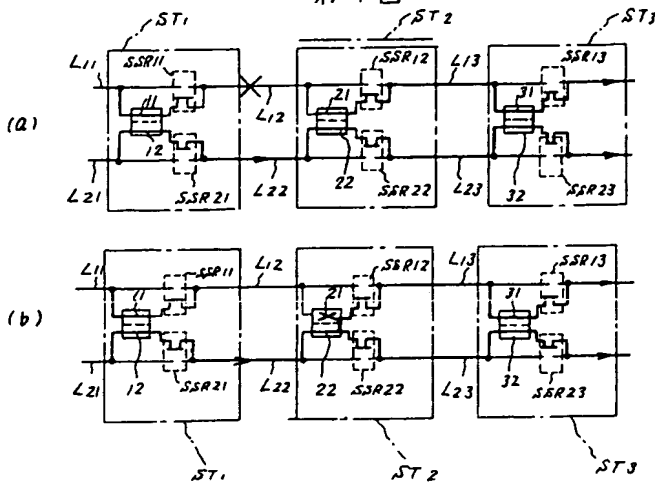 ST1 ST2 ST3
L11 SSR11 SSR12 L13 SSR13
(a) 11 12 L12 21 22 31 32
L21 SSR21 L22 SSR22 L23 SSR23
L11 SSR11 L12 SSR12 L13 SSR13
(b) 11 12 21 22 31 32
L21 SSR21 L22 SSR22 L23 SSR23
ST1 ST2 ST3